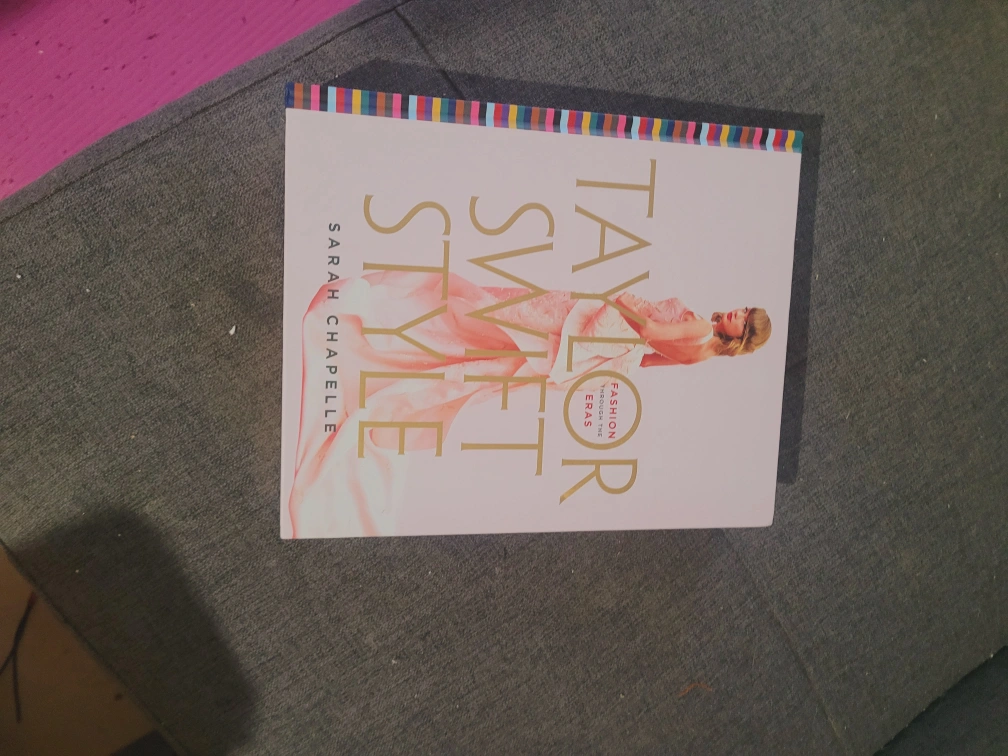 TAYLOR
FASHION
THROUGH THE
ERAS
SWIFT
STYLE
SARAH CHAPELLE